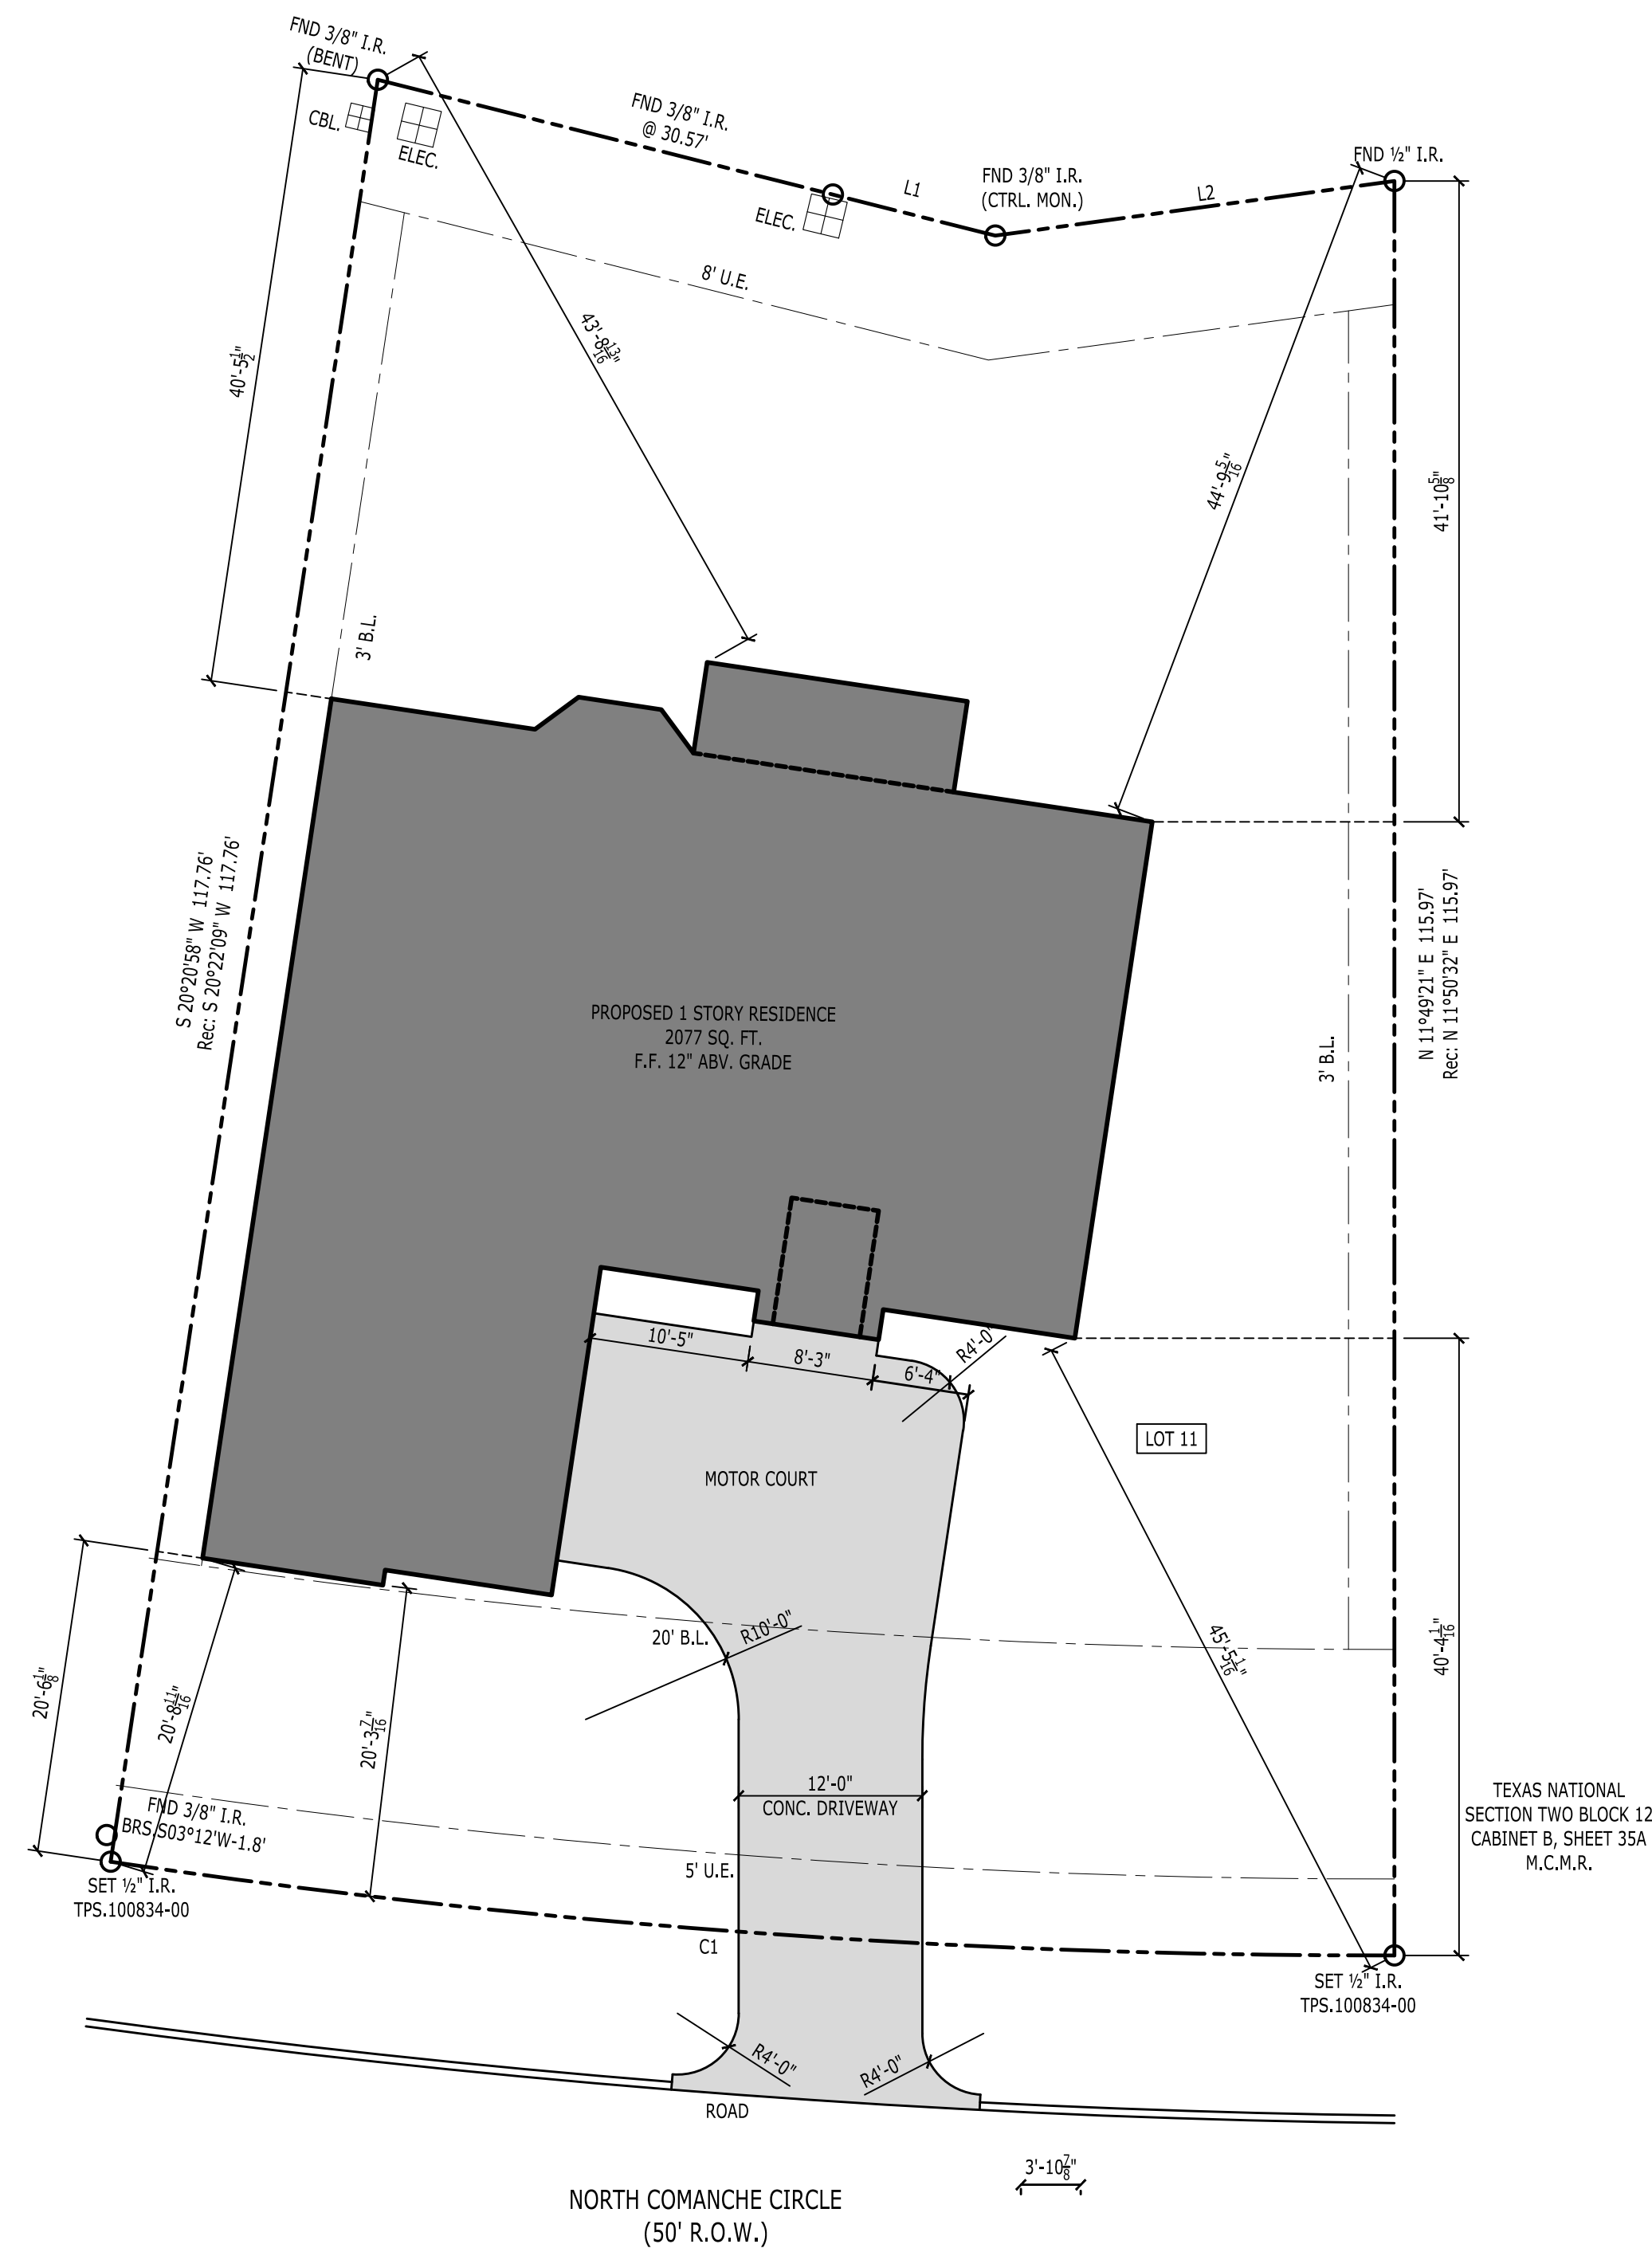 FND 3/8" I.R.
(BENT)
CBL.
ELEC.
FND 3/8" I.R.
@ 30.57'
ELEC.
L1
FND 3/8" I.R.
(CTRL. MON.)
L2
FND ½" I.R.
8' U.E.
40'-5 1/2"
43'-8 13/16"
44'-9 5/16"
41'-10 5/8"
3' B.L.
S 20°20'58" W 117.76'
Rec: S 20°22'09" W 117.76'
PROPOSED 1 STORY RESIDENCE
2077 SQ. FT.
F.F. 12" ABV. GRADE
3' B.L.
N 11°49'21" E 115.97'
Rec: N 11°50'32" E 115.97'
10'-5"
8'-3"
6'-4"
R4'-0"
LOT 11
MOTOR COURT
20' B.L.
R10'-0"
45'-5 1/16"
40'-4 1/16"
20'-6 1/8"
20'-8 11/16"
20'-3 7/16"
12'-0"
CONC. DRIVEWAY
FND 3/8" I.R.
BRS.S03°12'W-1.8'
5' U.E.
SET ½" I.R.
TPS.100834-00
C1
TEXAS NATIONAL
SECTION TWO BLOCK 12
CABINET B, SHEET 35A
M.C.M.R.
SET ½" I.R.
TPS.100834-00
R4'-0"
R4'-0"
ROAD
3'-10 7/8"
NORTH COMANCHE CIRCLE
(50' R.O.W.)